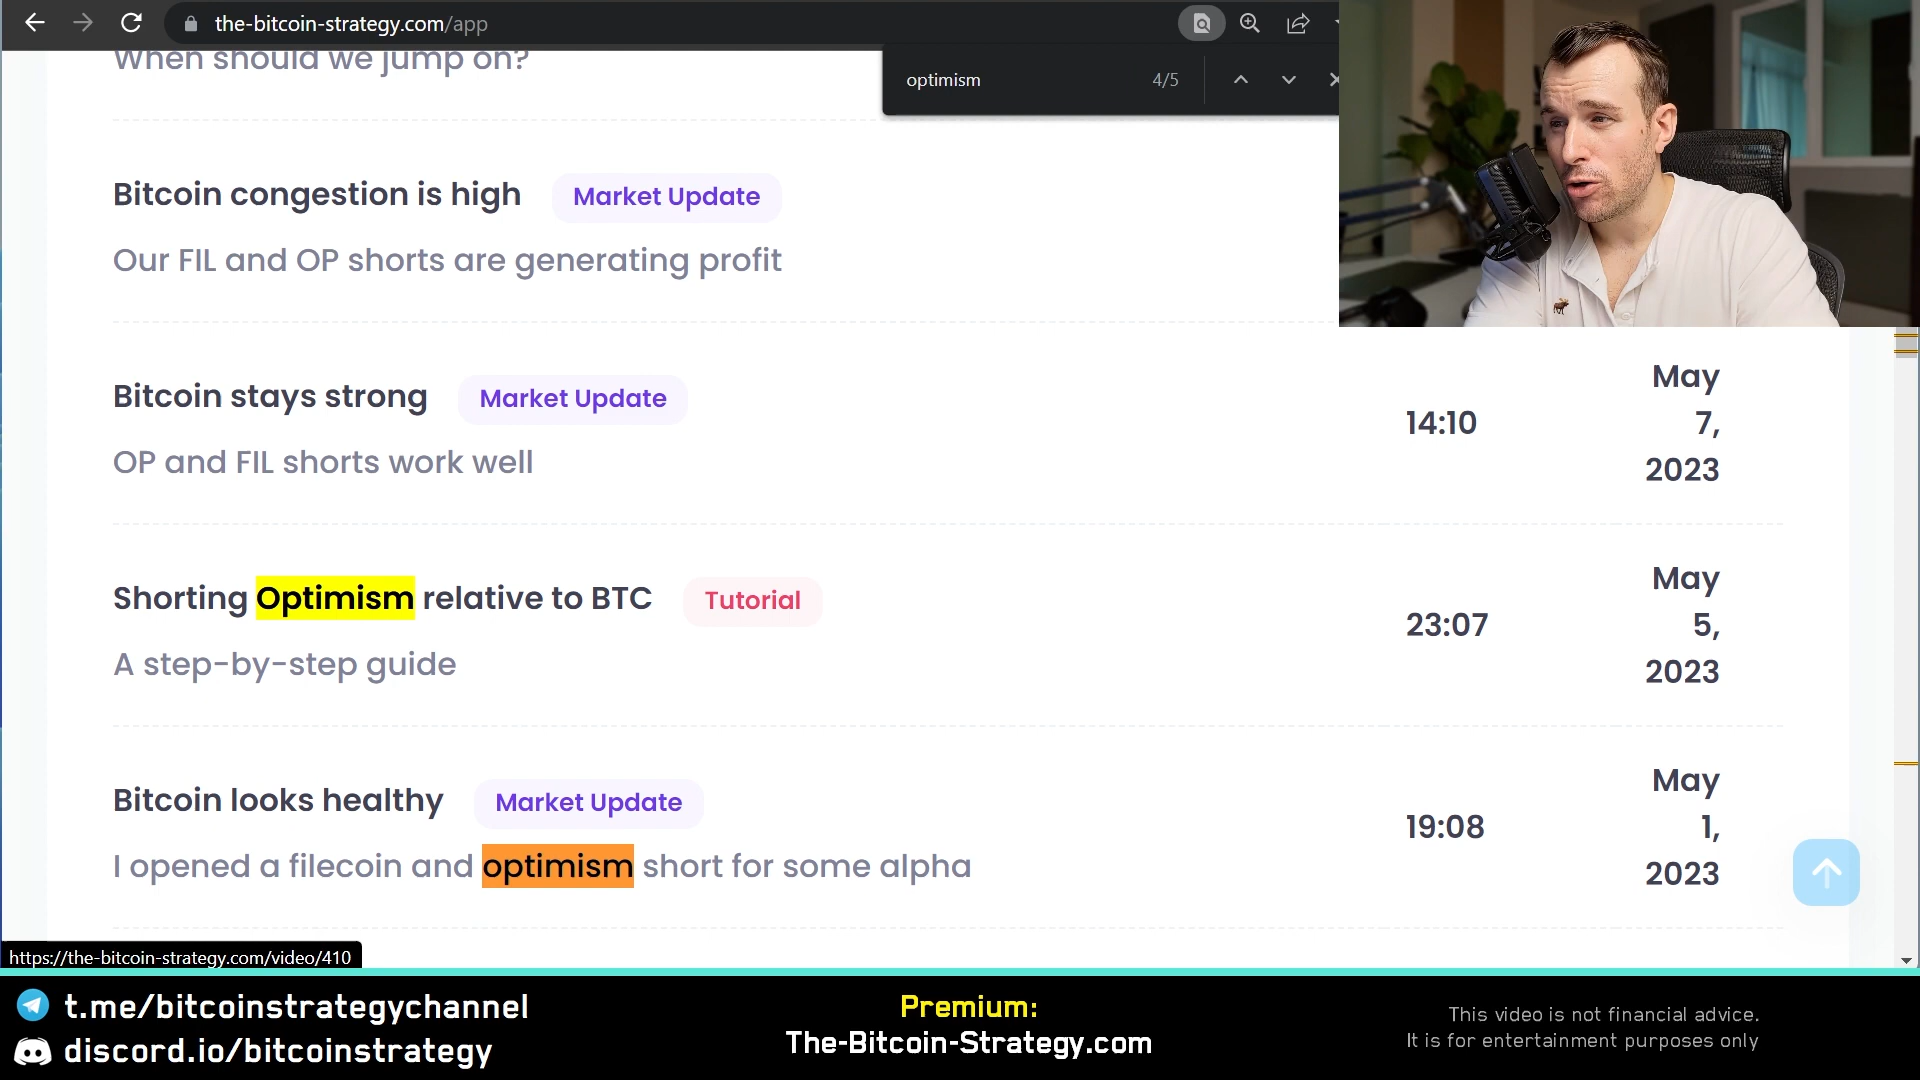 the-bitcoin-strategy.com/app
When should we jump on?
optimism 4/5
Bitcoin congestion is high Market Update
Our FIL and OP shorts are generating profit
Bitcoin stays strong Market Update
OP and FIL shorts work well
14:10
May
7,
2023
Shorting Optimism relative to BTC Tutorial
A step-by-step guide
23:07
May
5,
2023
Bitcoin looks healthy Market Update
I opened a filecoin and optimism short for some alpha
19:08
May
1,
2023
https://the-bitcoin-strategy.com/video/410
t.me/bitcoinstrategychannel
discord.io/bitcoinstrategy
Premium:
The-Bitcoin-Strategy.com
This video is not financial advice.
It is for entertainment purposes only